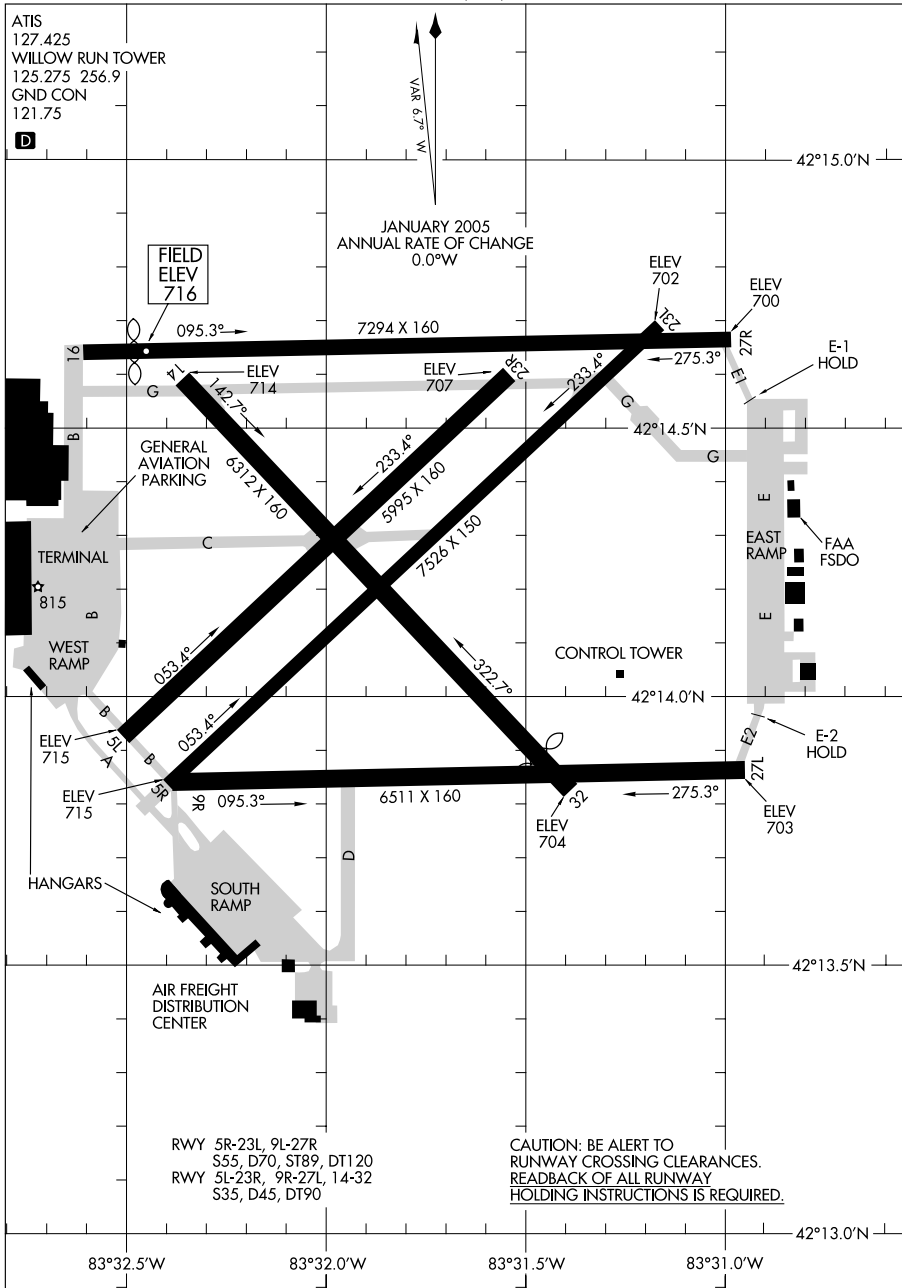 ATIS
127.425
WILLOW RUN TOWER
125.275 256.9
GND CON
121.75
D
VAR 6.7° W
JANUARY 2005
ANNUAL RATE OF CHANGE
0.0°W
42°15.0'N
FIELD
ELEV
716
095.3°
7294 X 160
ELEV
702
23L
ELEV
700
27R
275.3°
E-1
HOLD
E1
16
14
ELEV
714
ELEV
707
23R
233.4°
G
142.7°
G
42°14.5'N
G
B
GENERAL
AVIATION
PARKING
6312 X 160
233.4°
5995 X 160
7526 X 150
C
TERMINAL
815
B
WEST
RAMP
E
EAST
RAMP
FAA
FSDO
E
053.4°
322.7°
CONTROL TOWER
42°14.0'N
053.4°
B
ELEV
715
5L
A
B
E-2
HOLD
E2
ELEV
715
5R
9R
095.3°
6511 X 160
32
ELEV
704
275.3°
27L
ELEV
703
D
HANGARS
SOUTH
RAMP
42°13.5'N
AIR FREIGHT
DISTRIBUTION
CENTER
RWY 5R-23L, 9L-27R
S55, D70, ST89, DT120
RWY 5L-23R, 9R-27L, 14-32
S35, D45, DT90
CAUTION: BE ALERT TO
RUNWAY CROSSING CLEARANCES.
READBACK OF ALL RUNWAY
HOLDING INSTRUCTIONS IS REQUIRED.
42°13.0'N
83°32.5'W
83°32.0'W
83°31.5'W
83°31.0'W